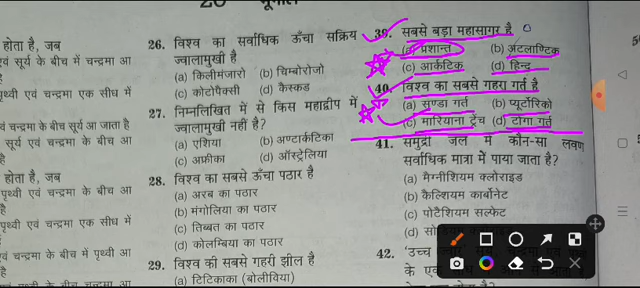 होता है, जब
एवं सूर्य के बीच में चन्द्रमा आ
पृथ्वी एवं चन्द्रमा एक सीध में
वं चन्द्रमा के बीच सूर्य आ जाता है
सूर्य एवं चन्द्रमा के बीच आ
होता है, जब
पृथ्वी एवं चन्द्रमा के बीच आ
पृथ्वी एवं चन्द्रमा एक सीध में
एवं चन्द्रमा के बीच में पृथ्वी आ
26. विश्व का सर्वाधिक ऊँचा सक्रिय
ज्वालामुखी है
(a) किलीमंजारो (b) चिम्बोरोजो
(c) कोटोपैक्सी (d) कैस्कड
27. निम्नलिखित में से किस महाद्वीप में
ज्वालामुखी नहीं है?
(a) एशिया (b) अण्टार्कटिका
(c) अफ्रीका (d) ऑस्ट्रेलिया
28. विश्व का सबसे ऊँचा पठार है
(a) अरब का पठार
(b) मंगोलिया का पठार
(c) तिब्बत का पठार
(d) कोलम्बिया का पठार
29. विश्व की सबसे गहरी झील है
(a) टिटिकाका (बोलीविया)
39. सबसे बड़ा महासागर है
(a) प्रशान्त (b) अटलाण्टिक
(c) आर्कटिक (d) हिन्द
40. विश्व का सबसे गहरा गर्त है
(a) सुण्डा गर्त (b) प्यूर्टोरिको
(c) मारियाना ट्रेंच (d) टोंगा गर्त
41. समुद्री जल में कौन-सा लवण
सर्वाधिक मात्रा में पाया जाता है?
(a) मैग्नीशियम क्लोराइड
(b) कैल्शियम कार्बोनेट
(c) पोटैशियम सल्फेट
(d)
42. 'उच्च
के एक